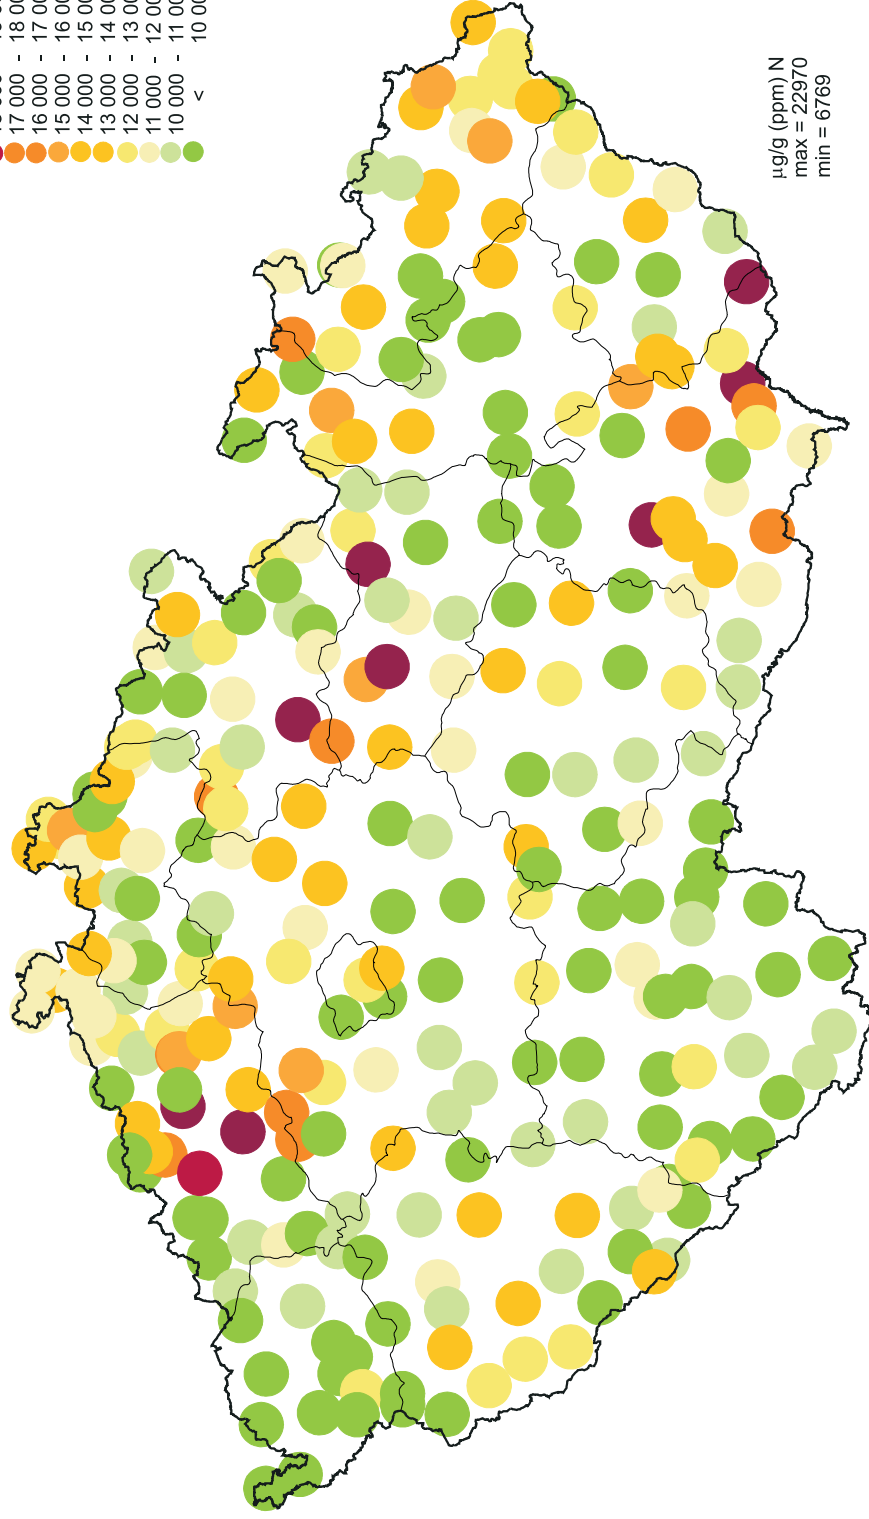 17 000 - 18 00
16 000 - 17 00
15 000 - 16 00
14 000 - 15 00
13 000 - 14 00
12 000 - 13 00
11 000 - 12 00
10 000 - 11 00
< 10 00
µg/g (ppm) N
max = 22970
min = 6769